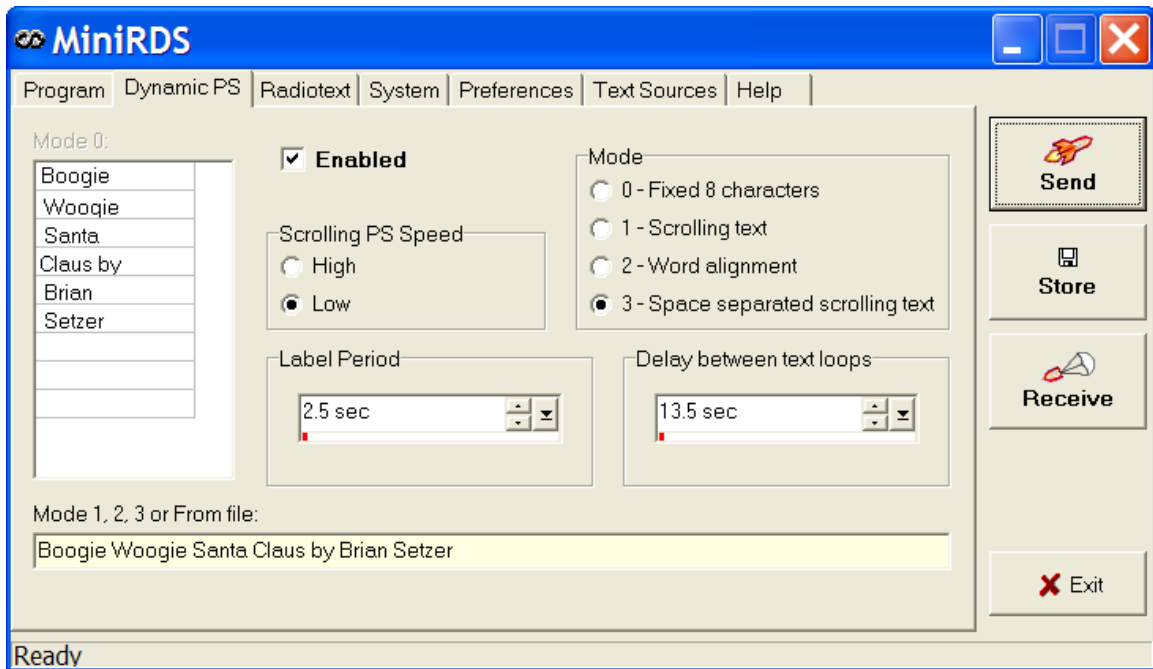 MiniRDS
Program Dynamic PS Radiotext System Preferences Text Sources Help
Mode 0:
Boogie
Woogie
Santa
Claus by
Brian
Setzer
Enabled
Scrolling PS Speed
High
Low
Mode
0 - Fixed 8 characters
1 - Scrolling text
2 - Word alignment
3 - Space separated scrolling text
Label Period
2.5 sec
Delay between text loops
13.5 sec
Mode 1, 2, 3 or From file:
Boogie Woogie Santa Claus by Brian Setzer
Send
Store
Receive
Exit
Ready